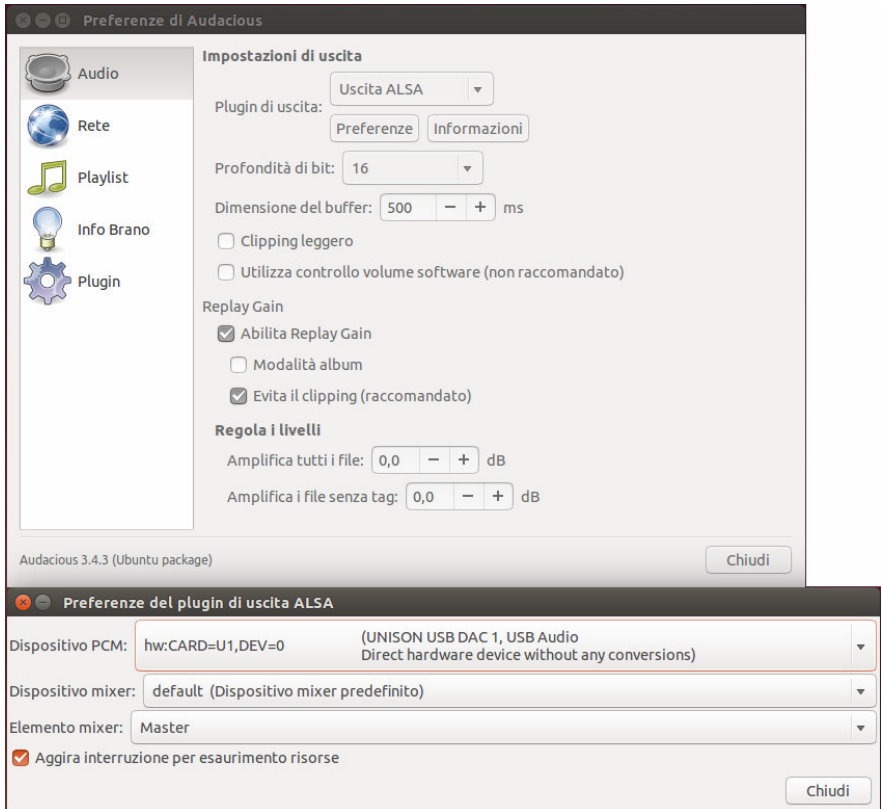 Preferenze di Audacious
Audio
Rete
Playlist
Info Brano
Plugin
Impostazioni di uscita
Plugin di uscita: Uscita ALSA
Preferenze Informazioni
Profondità di bit: 16
Dimensione del buffer: 500 − + ms
Clipping leggero
Utilizza controllo volume software (non raccomandato)
Replay Gain
Abilita Replay Gain
Modalità album
Evita il clipping (raccomandato)
Regola i livelli
Amplifica tutti i file: 0,0 − + dB
Amplifica i file senza tag: 0,0 − + dB
Audacious 3.4.3 (Ubuntu package)
Chiudi
Preferenze del plugin di uscita ALSA
Dispositivo PCM: hw:CARD=U1,DEV=0 (UNISON USB DAC 1, USB Audio
Direct hardware device without any conversions)
Dispositivo mixer: default (Dispositivo mixer predefinito)
Elemento mixer: Master
Aggira interruzione per esaurimento risorse
Chiudi